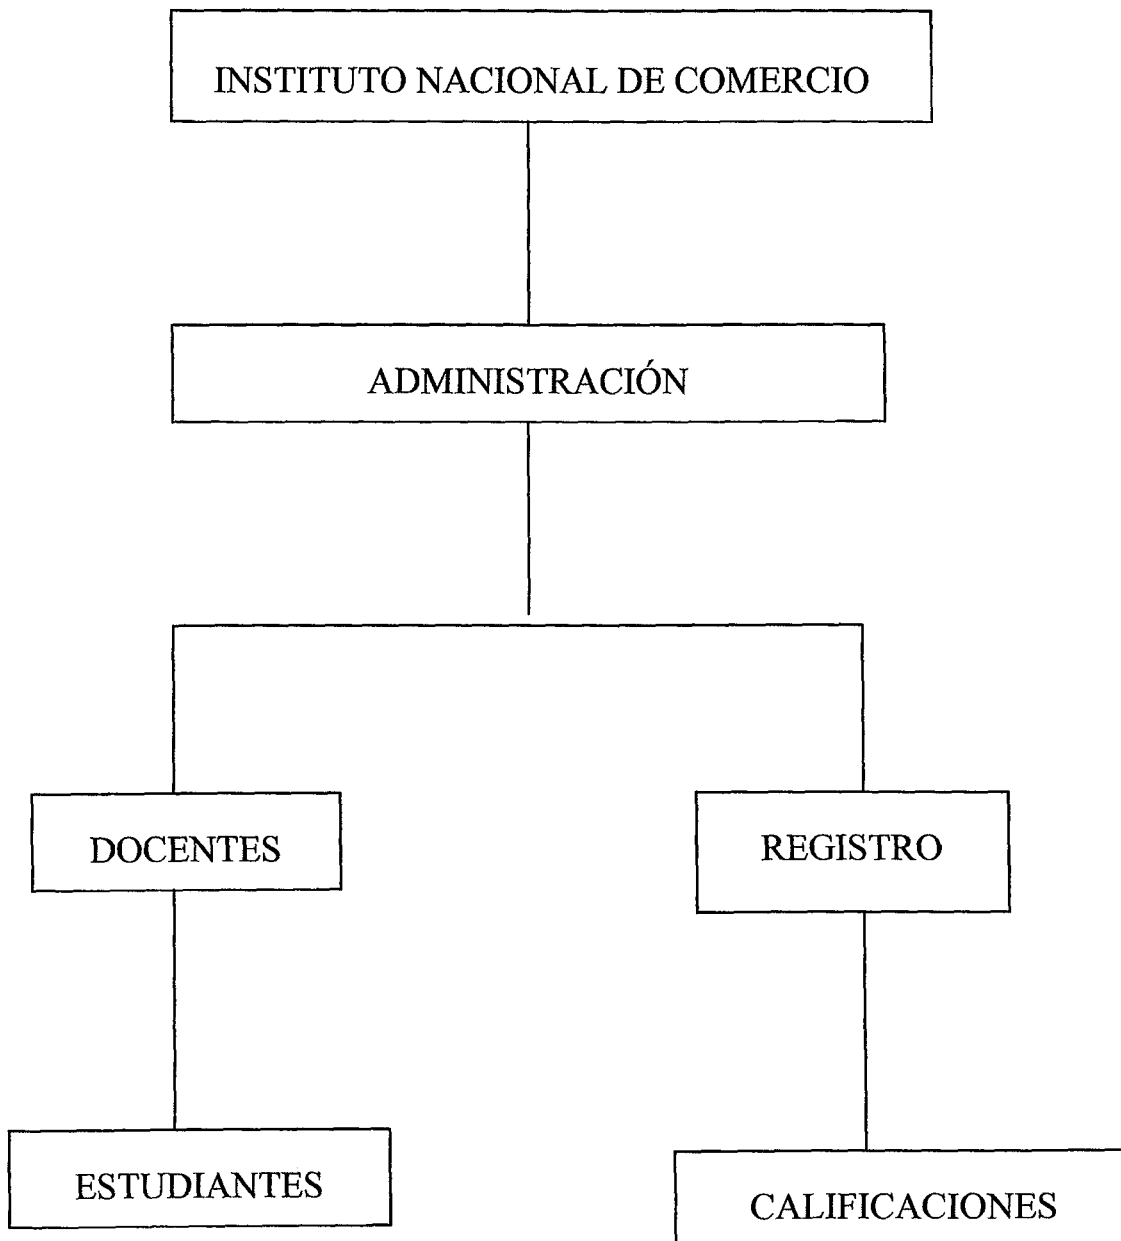 INSTITUTO NACIONAL DE COMERCIO
ADMINISTRACIÓN
DOCENTES
REGISTRO
ESTUDIANTES
CALIFICACIONES